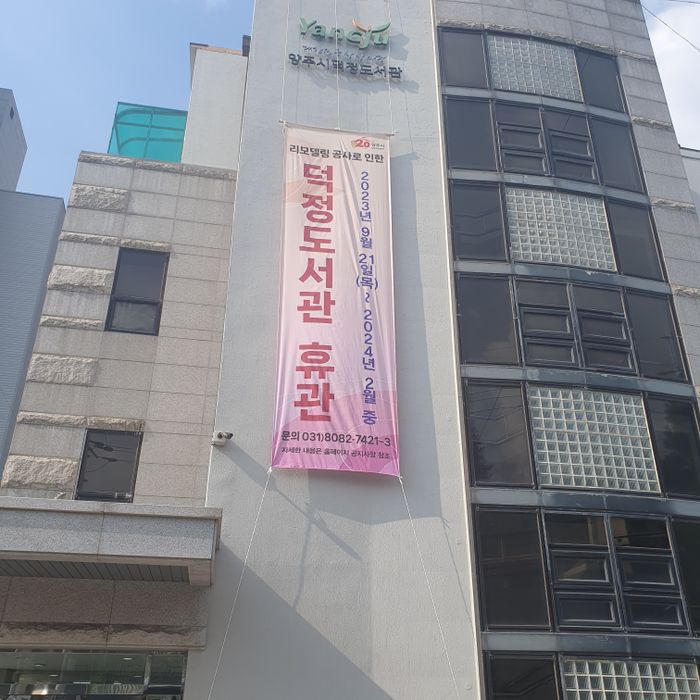 Yangju
양주시덕정도서관
20
리모델링 공사로 인한
덕정도서관 휴관
2023년 9월 21일(목) ~ 2024년 2월 중
문의 031)8082-7421~3
자세한 내용은 홈페이지 공지사항 참조